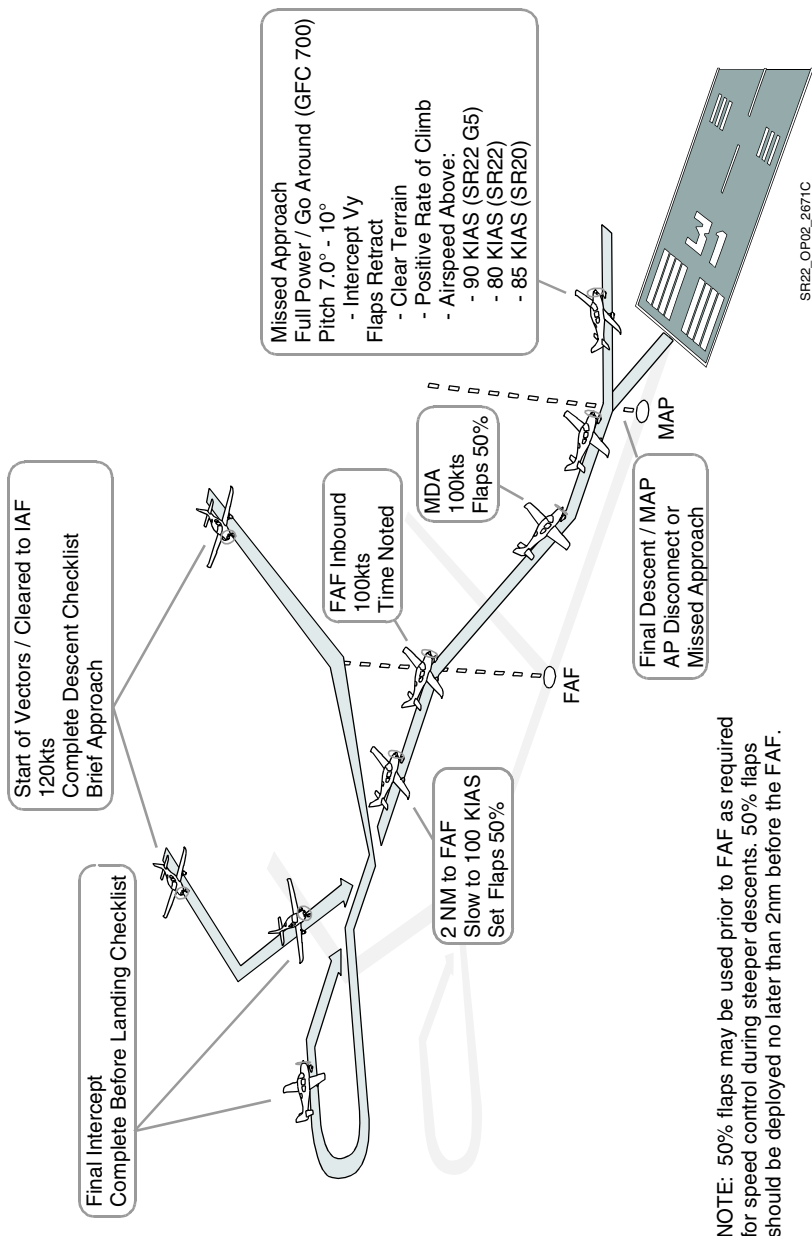 Start of Vectors / Cleared to IAF
120kts
Complete Descent Checklist
Brief Approach
Final Intercept
Complete Before Landing Checklist
Missed Approach
Full Power / Go Around (GFC 700)
Pitch 7.0° - 10°
- Intercept Vy
Flaps Retract
- Clear Terrain
- Positive Rate of Climb
- Airspeed Above:
- 90 KIAS (SR22 G5)
- 80 KIAS (SR22)
- 85 KIAS (SR20)
FAF Inbound
100kts
Time Noted
MDA
100kts
Flaps 50%
2 NM to FAF
Slow to 100 KIAS
Set Flaps 50%
FAF
MAP
31
Final Descent / MAP
AP Disconnect or
Missed Approach
NOTE: 50% flaps may be used prior to FAF as required
for speed control during steeper descents. 50% flaps
should be deployed no later than 2nm before the FAF.
SR22_OP02_2671C